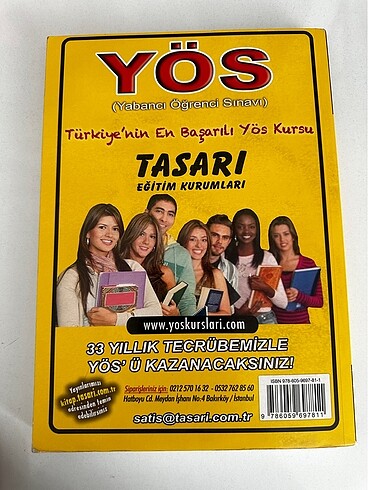 YÖS
(Yabancı Öğrenci Sınavı)
Türkiye'nin En Başarılı Yös Kursu
TASARI
EĞİTİM KURUMLARI
www.yoskurslari.com
33 YILLIK TECRÜBEMİZLE
YÖS' Ü KAZANACAKSINIZ!
Yayınlarımızı
kitap.tasari.com.tr
adresinden temin
edebilirsiniz
Siparişleriniz için: 0212 570 16 32 - 0532 762 85 60
Hatboyu Cd. Meydan İşhanı No:4 Bakırköy / İstanbul
satis@tasari.com.tr
ISBN 978-605-9697-81-1
9 786059 697811